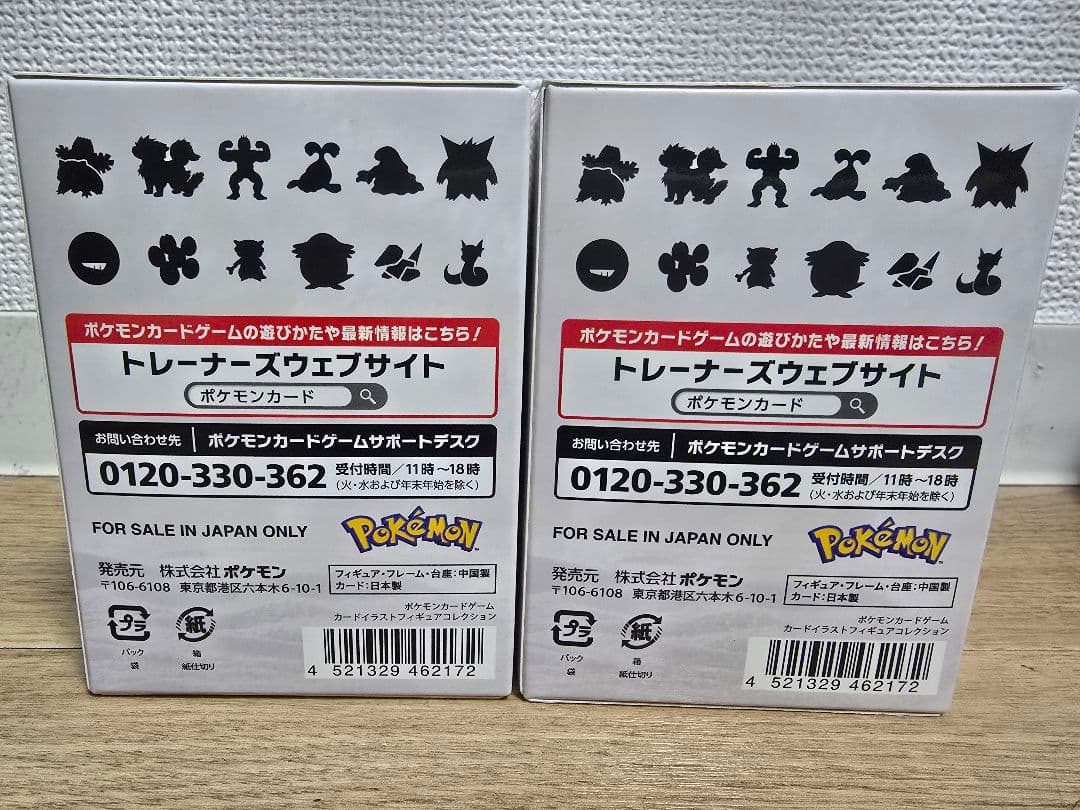 ポケモンカードゲームの遊びかたや最新情報はこちら!
トレーナーズウェブサイト
ポケモンカード
お問い合わせ先 ポケモンカードゲームサポートデスク
0120-330-362 受付時間/11時~18時
(火・水および年末年始を除く)
FOR SALE IN JAPAN ONLY
POKéMON
発売元 株式会社ポケモン
〒106-6108 東京都港区六本木6-10-1
フィギュア・フレーム・台座:中国製
カード:日本製
ポケモンカードゲーム
カードイラストフィギュアコレクション
プラ
パック
袋
紙
箱
紙仕切り
4 521329 462172
ポケモンカードゲームの遊びかたや最新情報はこちら!
トレーナーズウェブサイト
ポケモンカード
お問い合わせ先 ポケモンカードゲームサポートデスク
0120-330-362 受付時間/11時~18時
(火・水および年末年始を除く)
FOR SALE IN JAPAN ONLY
POKéMON
発売元 株式会社ポケモン
〒106-6108 東京都港区六本木6-10-1
フィギュア・フレーム・台座:中国製
カード:日本製
ポケモンカードゲーム
カードイラストフィギュアコレクション
プラ
パック
袋
紙
箱
紙仕切り
4 521329 462172